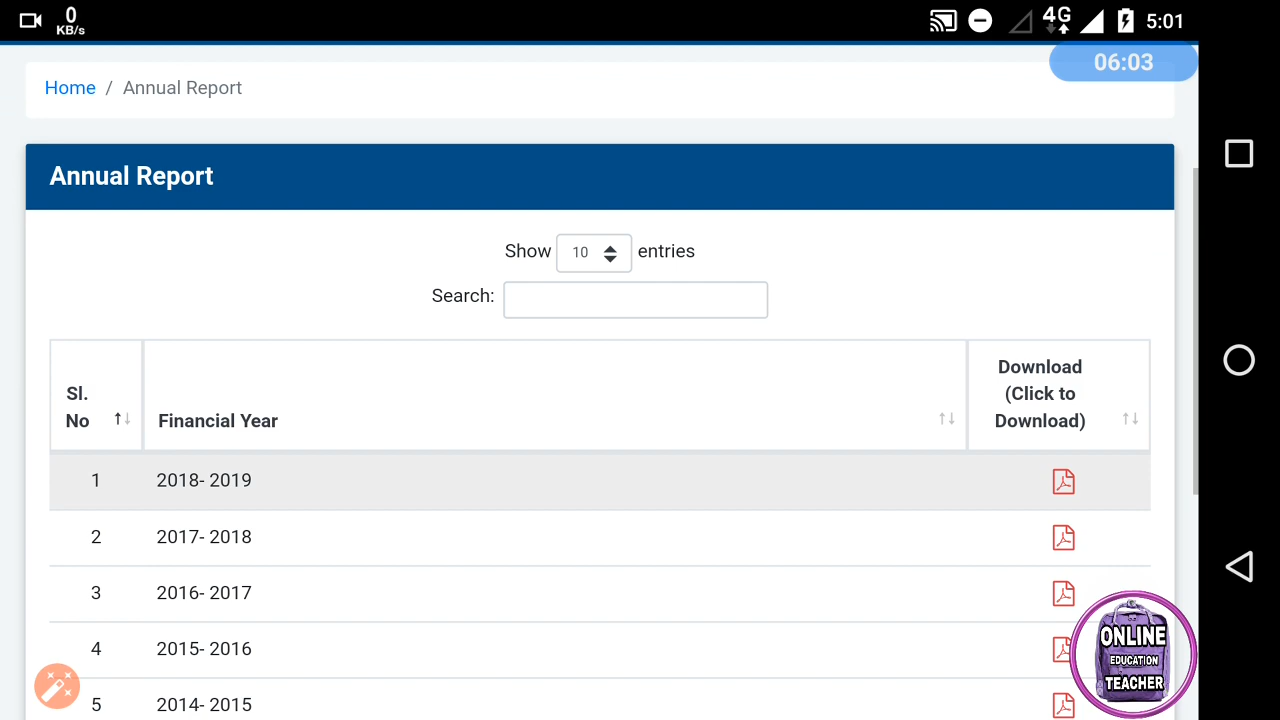 0
KB/s
4G
5:01
06:03
Home / Annual Report
Annual Report
Show 10 entries
Search:
Sl.
No
Financial Year
Download
(Click to
Download)
1 2018- 2019
2 2017- 2018
3 2016- 2017
4 2015- 2016
5 2014- 2015
ONLINE
EDUCATION
TEACHER